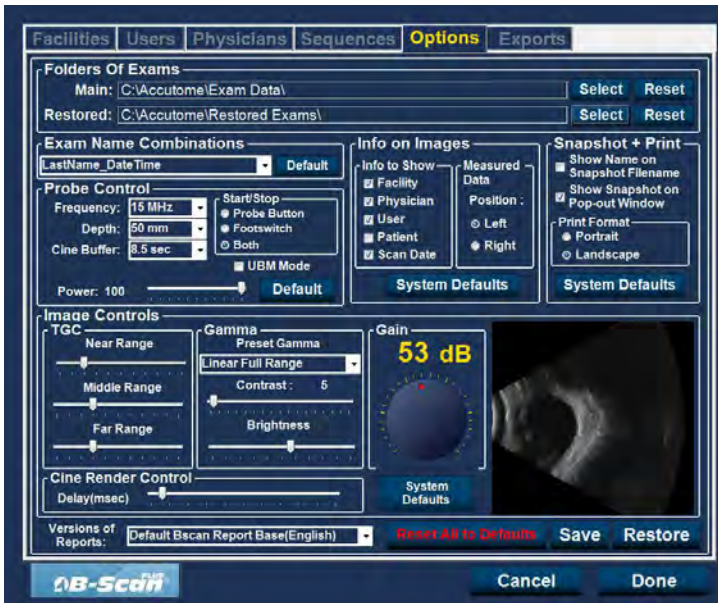 Facilities Users Physicians Sequences Options Exports
Folders Of Exams
Main: C:\Accutome\Exam Data\ Select Reset
Restored: C:\Accutome\Restored Exams\ Select Reset
Exam Name Combinations
LastName_DateTime Default
Probe Control
Frequency: 15 MHz
Depth: 50 mm
Cine Buffer: 8.5 sec
Start/Stop
Probe Button
Footswitch
Both
UBM Mode
Power: 100 Default
Info on Images
Info to Show
Facility
Physician
User
Patient
Scan Date
Measured
Data
Position :
Left
Right
System Defaults
Snapshot + Print
Show Name on
Snapshot Filename
Show Snapshot on
Pop-out Window
Print Format
Portrait
Landscape
System Defaults
Image Controls
TGC
Near Range
Middle Range
Far Range
Gamma
Preset Gamma
Linear Full Range
Contrast : 5
Brightness
Gain
53 dB
System
Defaults
Cine Render Control
Delay(msec)
Versions of
Reports:
Default Bscan Report Base(English)
Reset All to Defaults Save Restore
B-Scan PLUS
Cancel Done